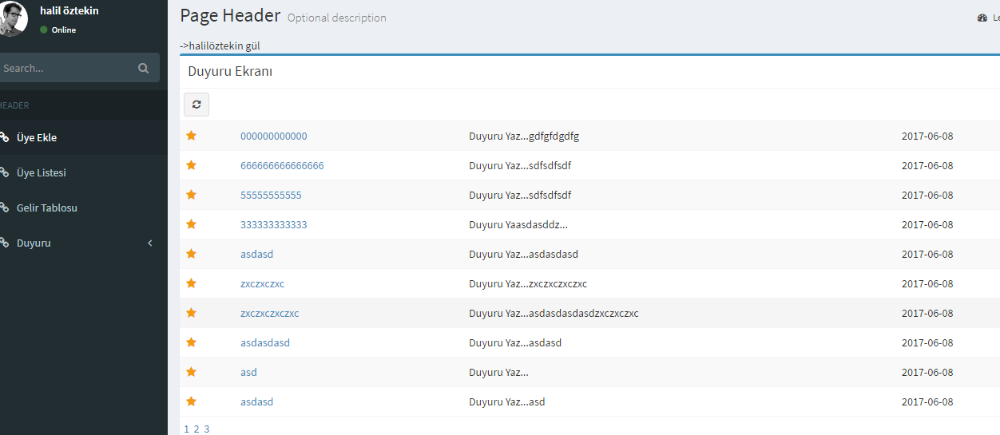 halil öztekin
Online
Search...
HEADER
Üye Ekle
Üye Listesi
Gelir Tablosu
Duyuru
Page Header Optional description
->halilöztekin gül
Duyuru Ekranı
000000000000 Duyuru Yaz...gdfgfdgdfg 2017-06-08
666666666666666 Duyuru Yaz...sdfsdfsdf 2017-06-08
55555555555 Duyuru Yaz...sdfsdfsdf 2017-06-08
333333333333 Duyuru Yaasdasddz... 2017-06-08
asdasd Duyuru Yaz...asdasdasd 2017-06-08
zxczxczxc Duyuru Yaz...zxczxczxczxc 2017-06-08
zxczxczxczxc Duyuru Yaz...asdasdasdasdzxczxczxc 2017-06-08
asdasdasd Duyuru Yaz...asdasd 2017-06-08
asd Duyuru Yaz... 2017-06-08
asdasd Duyuru Yaz...asd 2017-06-08
1 2 3